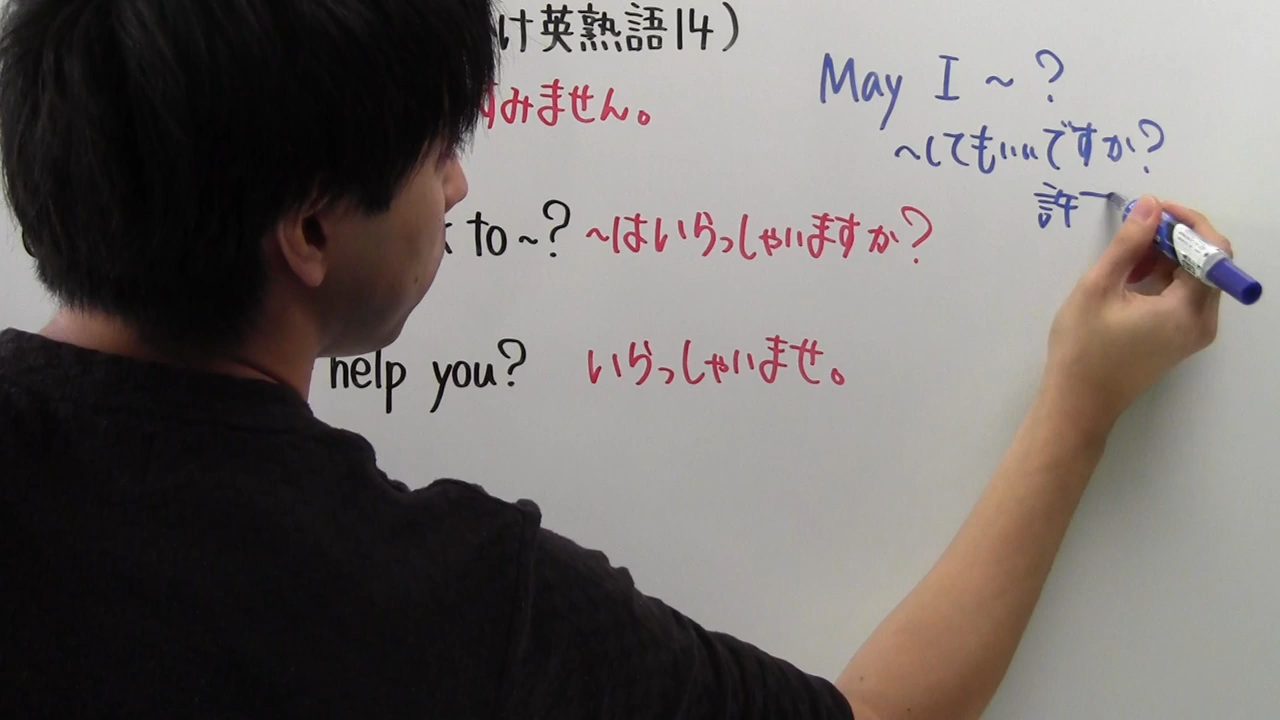 け英熟語14)
すみません。
to ~? ~はいらっしゃいますか?
help you? いらっしゃいませ。
May I ~ ?
~してもいいですか?
許